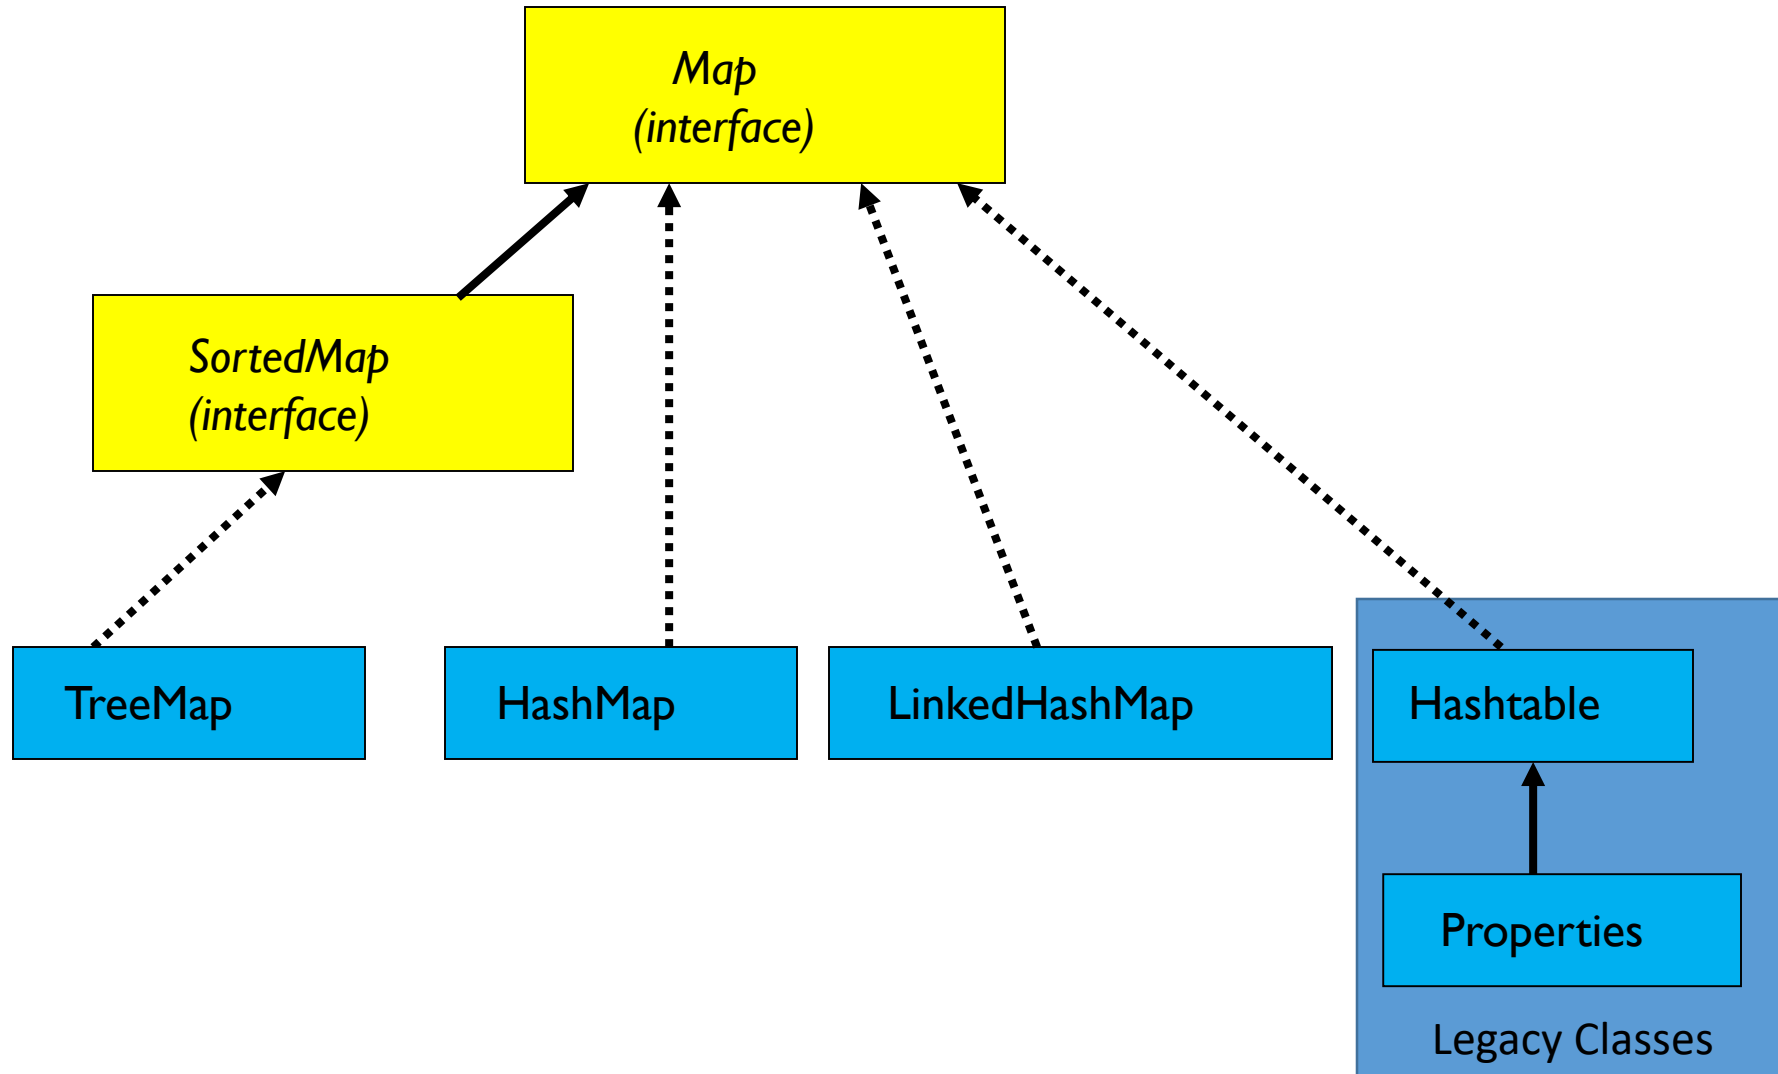 Map
(interface)
SortedMap
(interface)
TreeMap
HashMap
LinkedHashMap
Hashtable
Properties
Legacy Classes